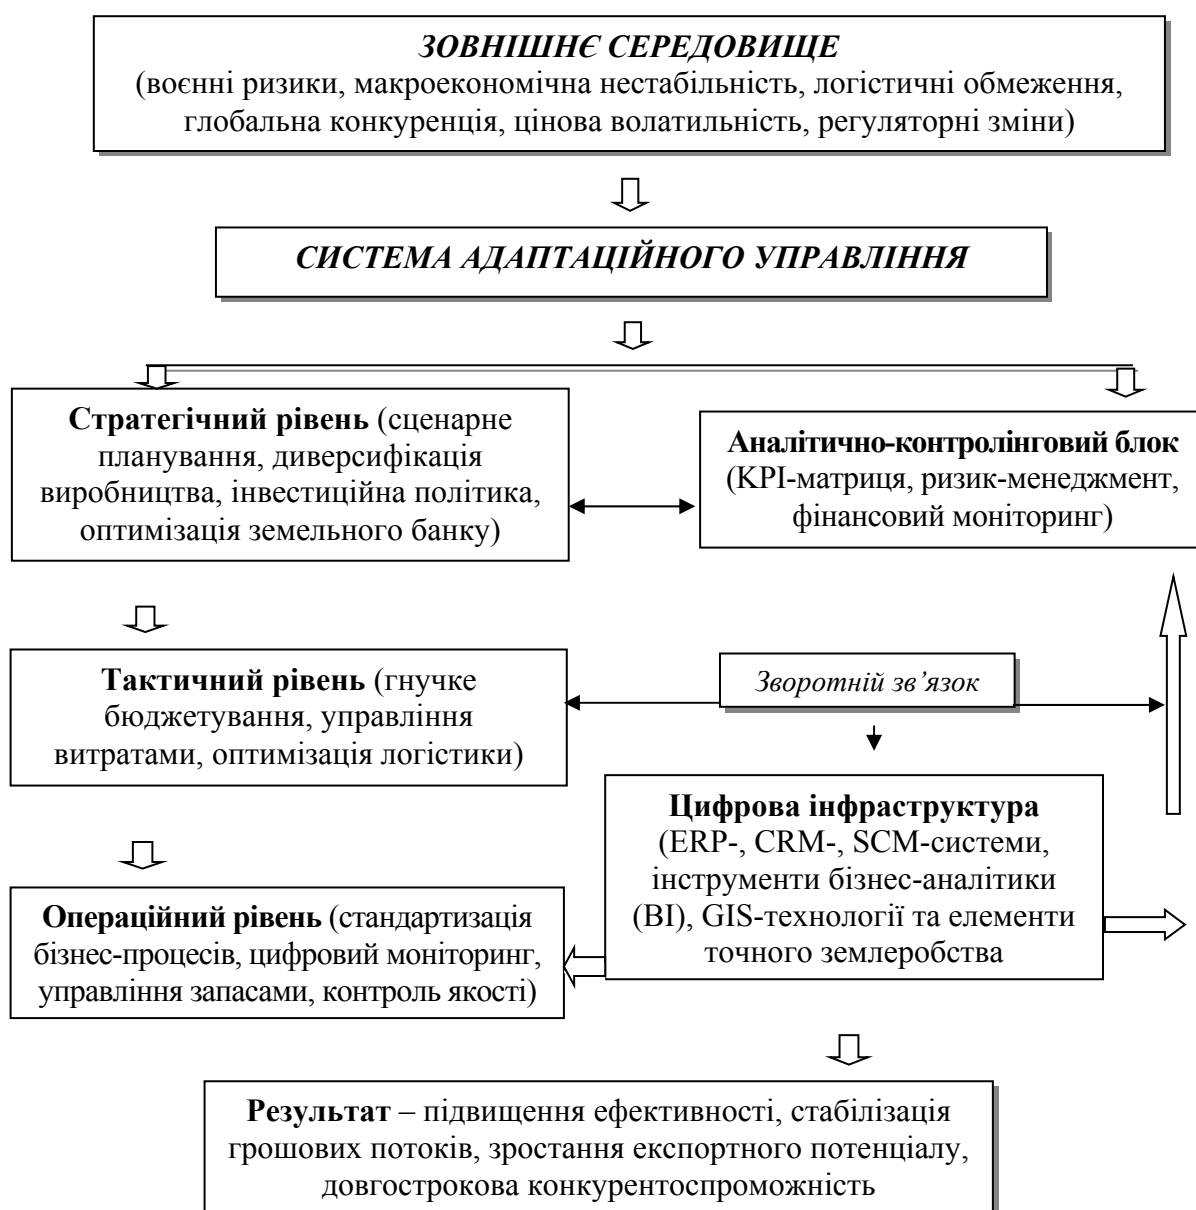 ЗОВНІШНЄ СЕРЕДОВИЩЕ
(воєнні ризики, макроекономічна нестабільність, логістичні обмеження,
глобальна конкуренція, цінова волатильність, регуляторні зміни)
СИСТЕМА АДАПТАЦІЙНОГО УПРАВЛІННЯ
Стратегічний рівень (сценарне
планування, диверсифікація
виробництва, інвестиційна політика,
оптимізація земельного банку)
Аналітично-контролінговий блок
(KPI-матриця, ризик-менеджмент,
фінансовий моніторинг)
Тактичний рівень (гнучке
бюджетування, управління
витратами, оптимізація логістики)
Зворотній зв’язок
Цифрова інфраструктура
(ERP-, CRM-, SCM-системи,
інструменти бізнес-аналітики
(BI), GIS-технології та елементи
точного землеробства
Операційний рівень (стандартизація
бізнес-процесів, цифровий моніторинг,
управління запасами, контроль якості)
Результат – підвищення ефективності, стабілізація
грошових потоків, зростання експортного потенціалу,
довгострокова конкурентоспроможність